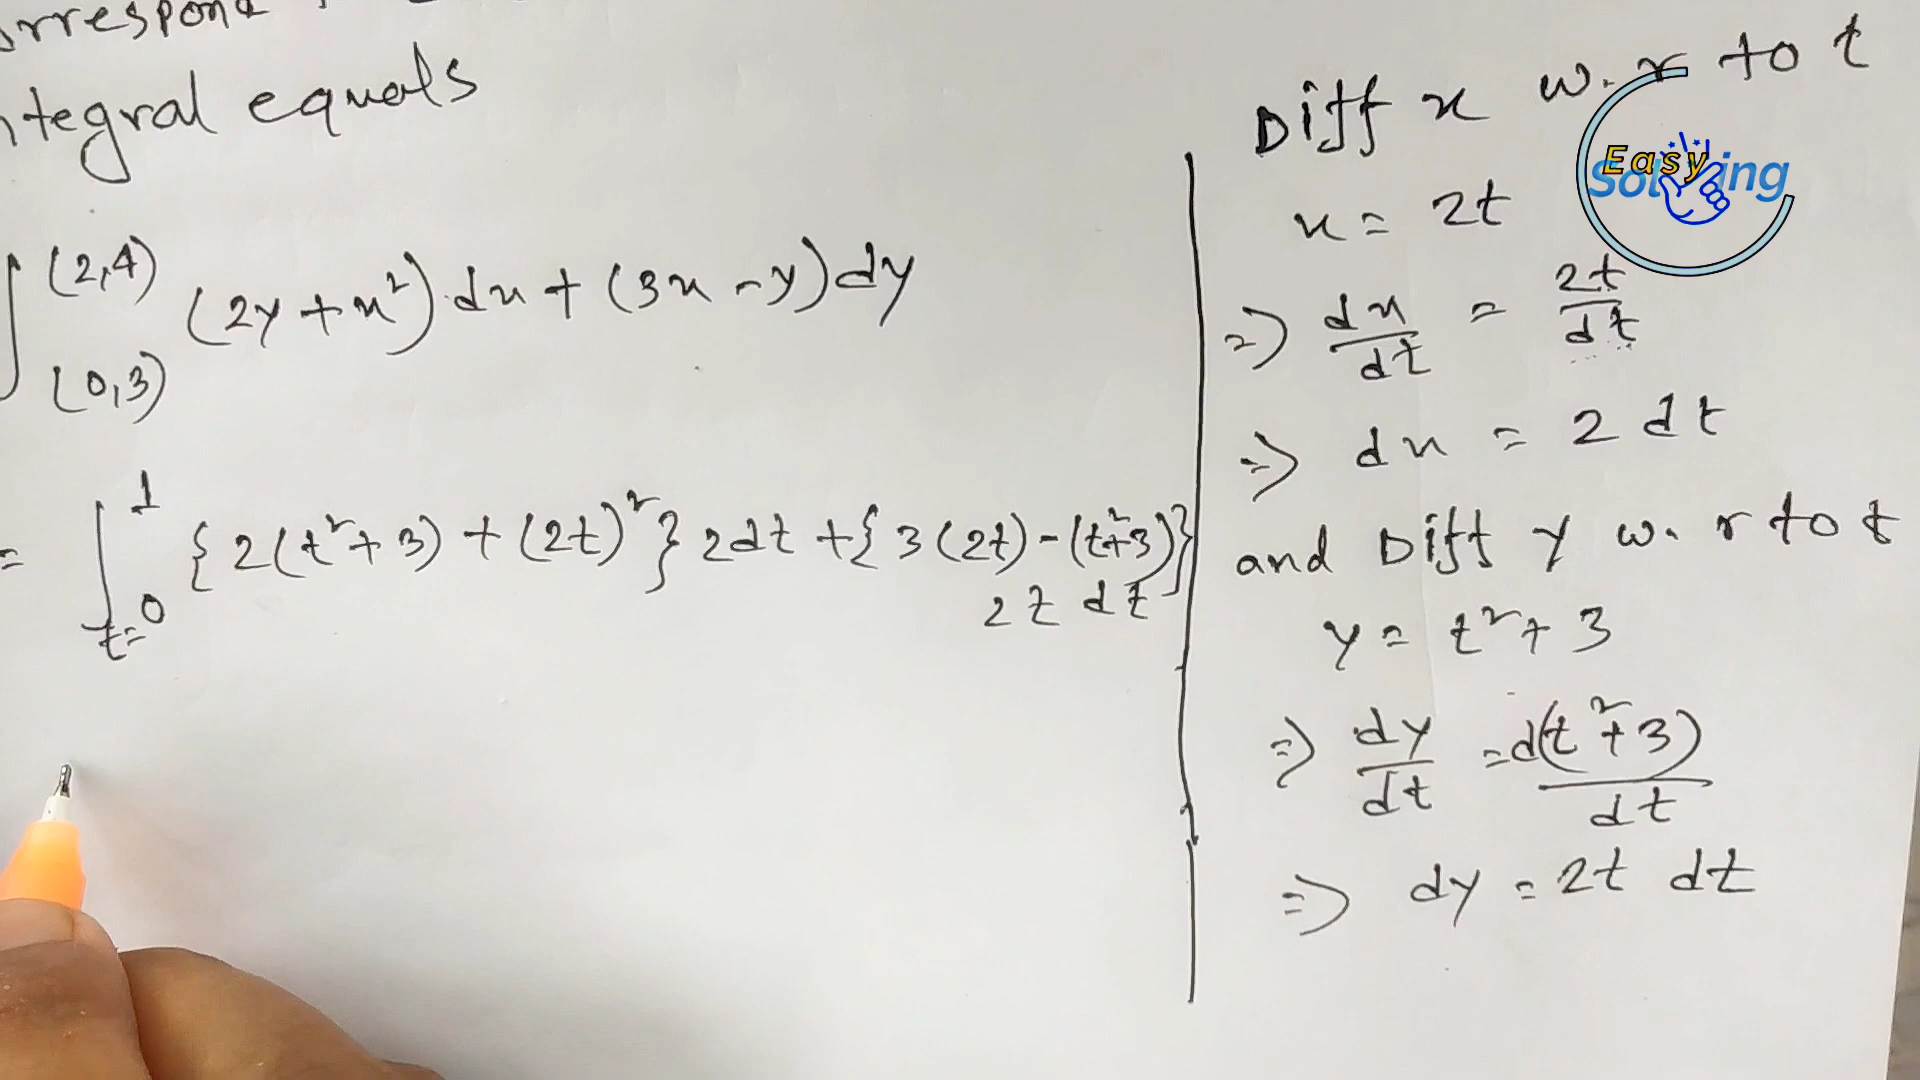 integral equals
∫ (2,4) (0,3) (2y + x²) dx + (3x - y) dy
= ∫ 1 t=0 {2(t²+3) + (2t)²} 2dt + {3(2t) - (t²+3)}
2t dt
Diff x w.r to t
x = 2t
=> dx/dt = 2t/dt
=> dx = 2 dt
and Diff y w.r to t
y = t² + 3
=> dy/dt = d(t²+3)/dt
=> dy = 2t dt
Easy
Solving